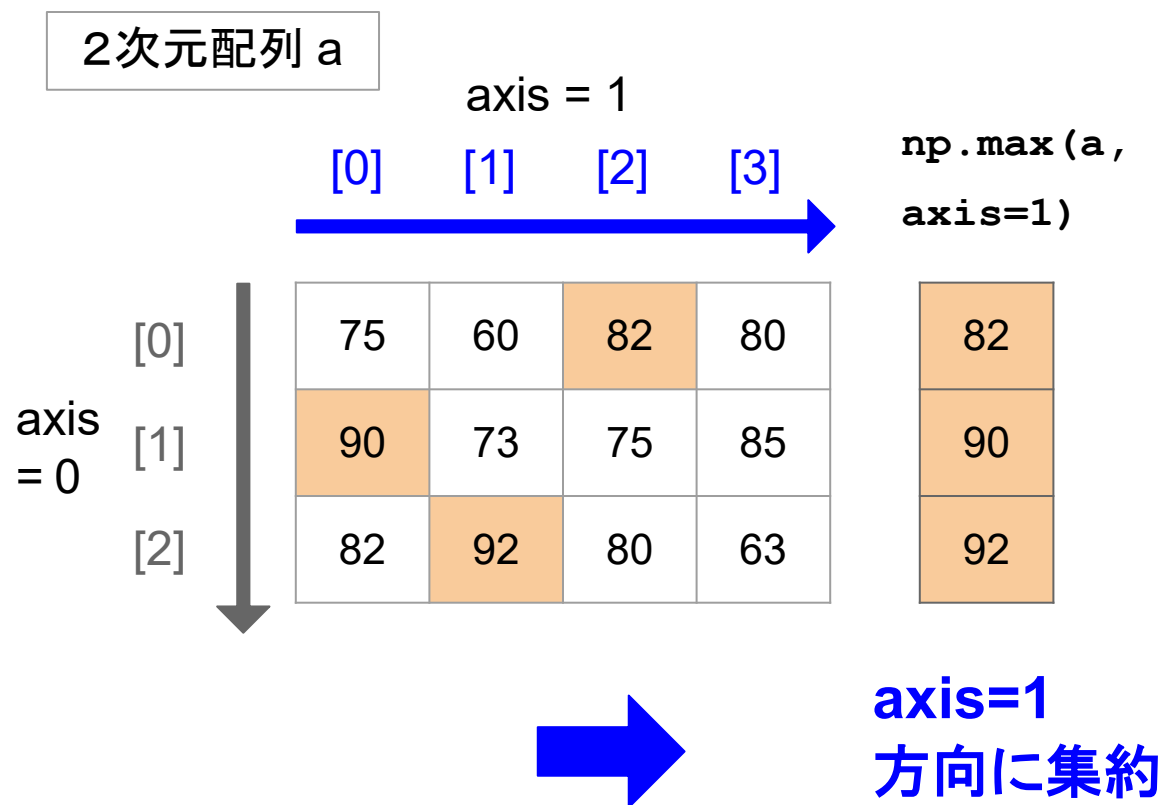 ２次元配列 a
axis = 1
[0] [1] [2] [3]
np.max(a,
axis=1)
axis
= 0
[0] 75 60 82 80 82
[1] 90 73 75 85 90
[2] 82 92 80 63 92
axis=1
方向に集約